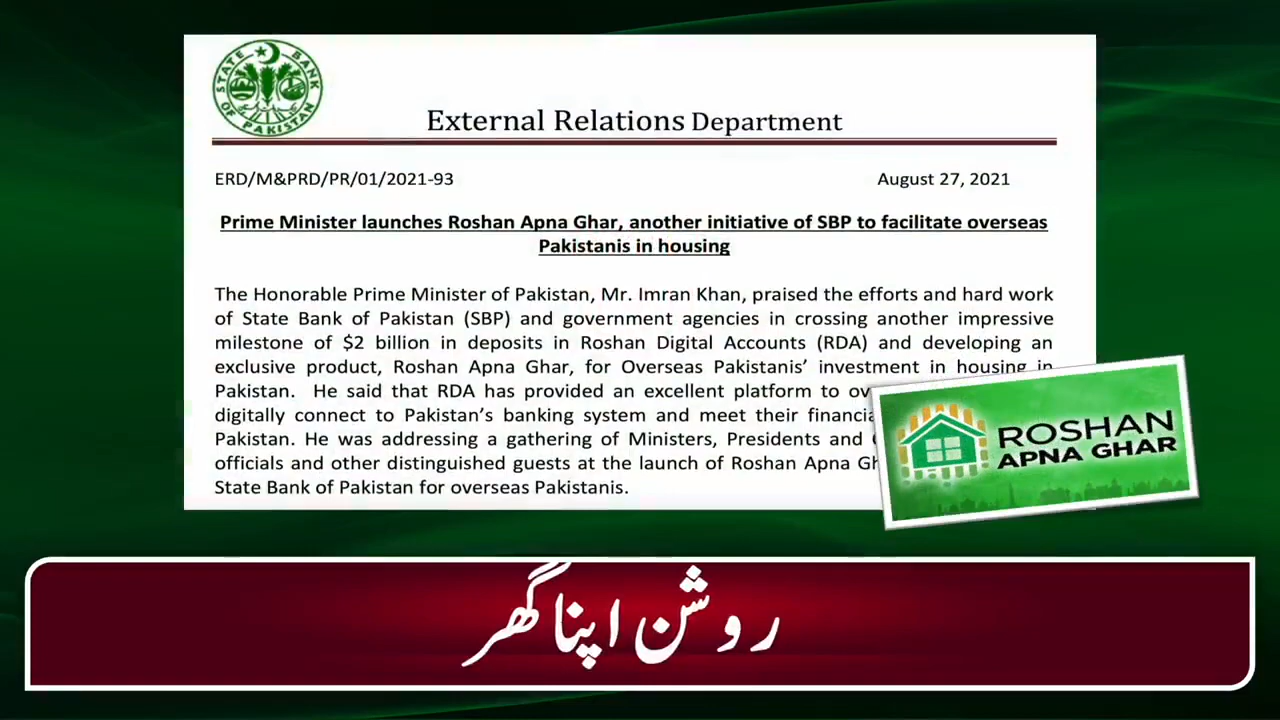 STATE BANK OF PAKISTAN
External Relations Department
ERD/M&PRD/PR/01/2021-93
August 27, 2021
Prime Minister launches Roshan Apna Ghar, another initiative of SBP to facilitate overseas
Pakistanis in housing
The Honorable Prime Minister of Pakistan, Mr. Imran Khan, praised the efforts and hard work
of State Bank of Pakistan (SBP) and government agencies in crossing another impressive
milestone of $2 billion in deposits in Roshan Digital Accounts (RDA) and developing an
exclusive product, Roshan Apna Ghar, for Overseas Pakistanis’ investment in housing in
Pakistan. He said that RDA has provided an excellent platform to
digitally connect to Pakistan’s banking system and meet their
Pakistan. He was addressing a gathering of Ministers, Presidents and
officials and other distinguished guests at the launch of Roshan Apna
State Bank of Pakistan for overseas Pakistanis.
ROSHAN
APNA GHAR
روشن اپنا گھر